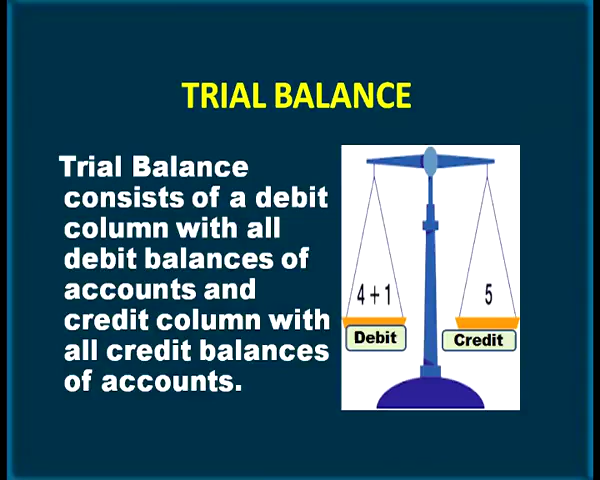 TRIAL BALANCE
Trial Balance
consists of a debit
column with all
debit balances of
accounts and
credit column with
all credit balances
of accounts.
4 + 1
5
Debit
Credit